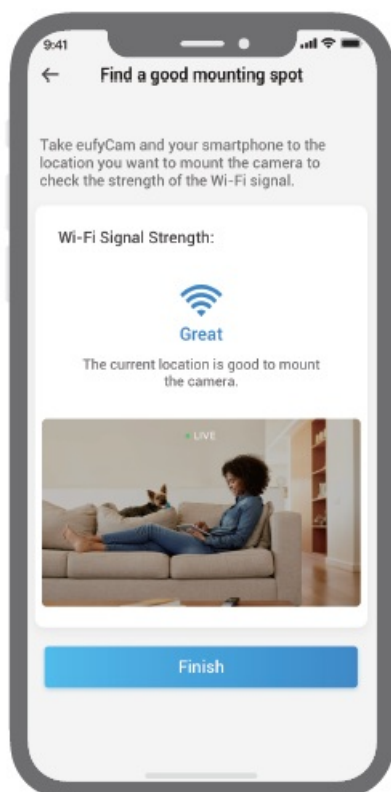 9:41
Find a good mounting spot
Take eufyCam and your smartphone to the
location you want to mount the camera to
check the strength of the Wi-Fi signal.
Wi-Fi Signal Strength:
Great
The current location is good to mount
the camera.
LIVE
Finish